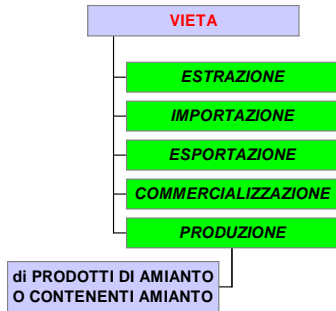 VIETA
ESTRAZIONE
IMPORTAZIONE
ESPORTAZIONE
COMMERCIALIZZAZIONE
PRODUZIONE
di PRODOTTI DI AMIANTO
O CONTENENTI AMIANTO